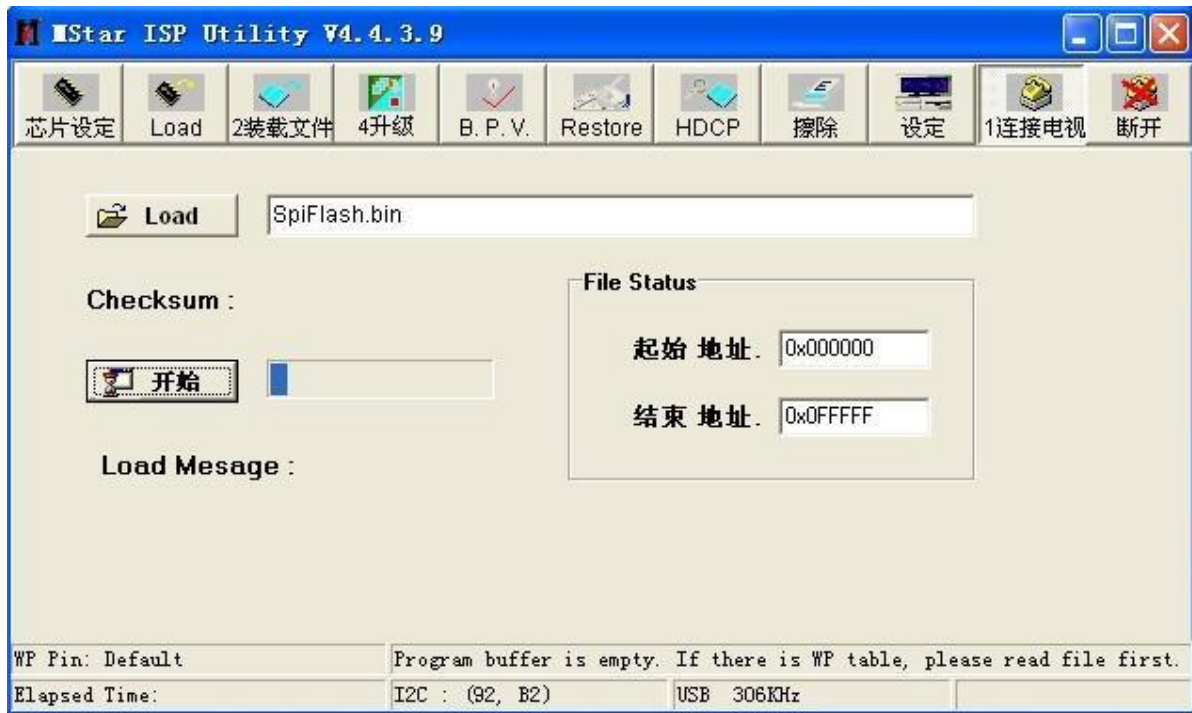 MStar ISP Utility V4.4.3.9
芯片设定 Load 2装载文件 4升级 B.P.V. Restore HDCP 擦除 设定 1连接电视 断开
Load SpiFlash.bin
Checksum :
File Status
起始 地址. 0x000000
开始
结束 地址. 0x0FFFFF
Load Mesage :
WP Pin: Default Program buffer is empty. If there is WP table, please read file first.
Elapsed Time: I2C : (92, B2) USB 306KHz